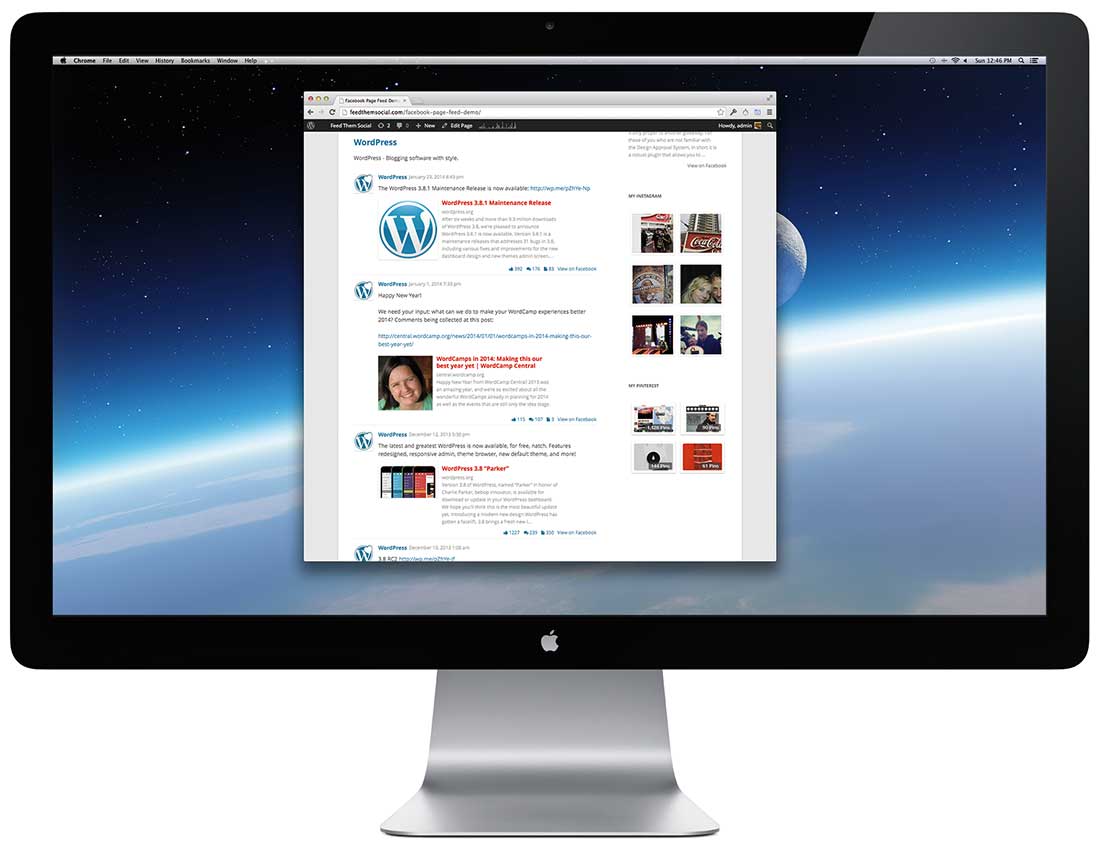 Chrome File Edit View History Bookmarks Window Help
Sun 12:46 PM
Facebook Page Feed Dem
feedthemsocial.com/facebook-page-feed-demo/
Feed Them Social 2 0 + New Edit Page
Howdy, admin
WordPress
WordPress - Blogging software with style.
WordPress January 23, 2014 8:43 pm
The WordPress 3.8.1 Maintenance Release is now available: http://wp.me/pZhYe-Np
WordPress 3.8.1 Maintenance Release
wordpress.org
After six weeks and more than 9.3 million downloads
of WordPress 3.8, we're pleased to announce
WordPress 3.8.1 is now available. Version 3.8.1 is a
maintenance releases that addresses 31 bugs in 3.8,
including various fixes and improvements for the new
dashboard design and new themes admin screen....
392 176 83 View on Facebook
WordPress January 1, 2014 7:33 pm
Happy New Year!
We need your input: what can we do to make your WordCamp experiences better
2014? Comments being collected at this post:
http://central.wordcamp.org/news/2014/01/01/wordcamps-in-2014-making-this-our-
best-year-yet/
WordCamps in 2014: Making this our
best year yet | WordCamp Central
central.wordcamp.org
Happy New Year from WordCamp Central! 2013 was
an amazing year, and we're so excited about all the
wonderful WordCamps already in planning for 2014
as well as the events that are still only the idea stage.
115 107 3 View on Facebook
WordPress December 12, 2013 5:30 pm
The latest and greatest WordPress is now available, for free, natch. Features
redesigned, responsive admin, theme browser, new default theme, and more!
WordPress 3.8 "Parker"
wordpress.org
Version 3.8 of WordPress, named "Parker" in honor of
Charlie Parker, bebop innovator, is available for
download or update in your WordPress dashboard.
We hope you'll think this is the most beautiful update
yet. Introducing a modern new design WordPress has
gotten a facelift. 3.8 brings a fresh new l...
1227 239 350 View on Facebook
WordPress December 10, 2013 1:08 am
3.8 RC2 http://wp.me/pZhYe-Jf
those of you who are not familiar with
the Design Approval System, in short it is
a robust plugin that allows you to ...
View on Facebook
MY INSTAGRAM
Coca-Cola
MY PINTEREST
1,128 Pins
90 Pins
144 Pins
61 Pins